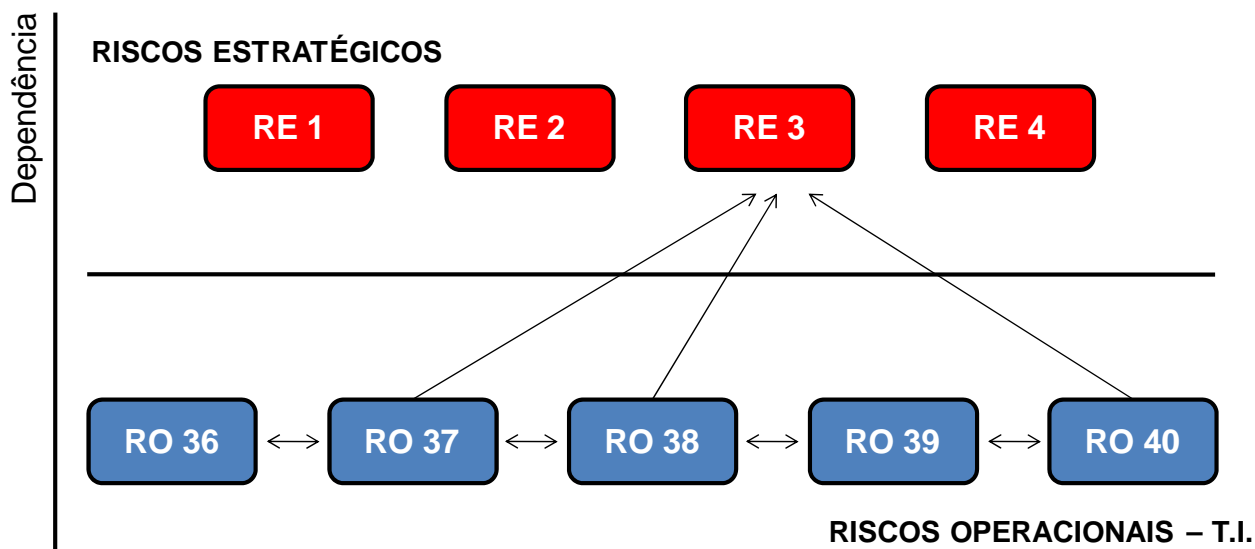 Dependência
RISCOS ESTRATÉGICOS
RE 1
RE 2
RE 3
RE 4
RO 36
RO 37
RO 38
RO 39
RO 40
RISCOS OPERACIONAIS – T.I.